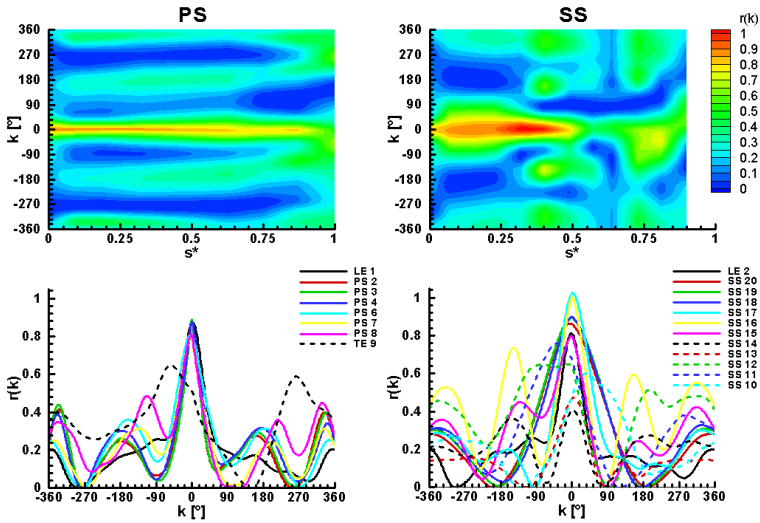 PS
SS
r(k)
360
270
180
90
0
-90
-180
-270
-360
k [°]
0
0.25
0.5
0.75
1
s*
360
270
180
90
0
-90
-180
-270
-360
k [°]
0
0.25
0.5
0.75
1
s*
1
0.9
0.8
0.7
0.6
0.5
0.4
0.3
0.2
0.1
0
LE 1
PS 2
PS 3
PS 4
PS 6
PS 7
PS 8
TE 9
1
0.8
0.6
0.4
0.2
0
r(k)
-360 -270 -180 -90 0 90 180 270 360
k [°]
LE 2
SS 20
SS 19
SS 18
SS 17
SS 16
SS 15
SS 14
SS 13
SS 12
SS 11
SS 10
1
0.8
0.6
0.4
0.2
0
r(k)
-360 -270 -180 -90 0 90 180 270 360
k [°]